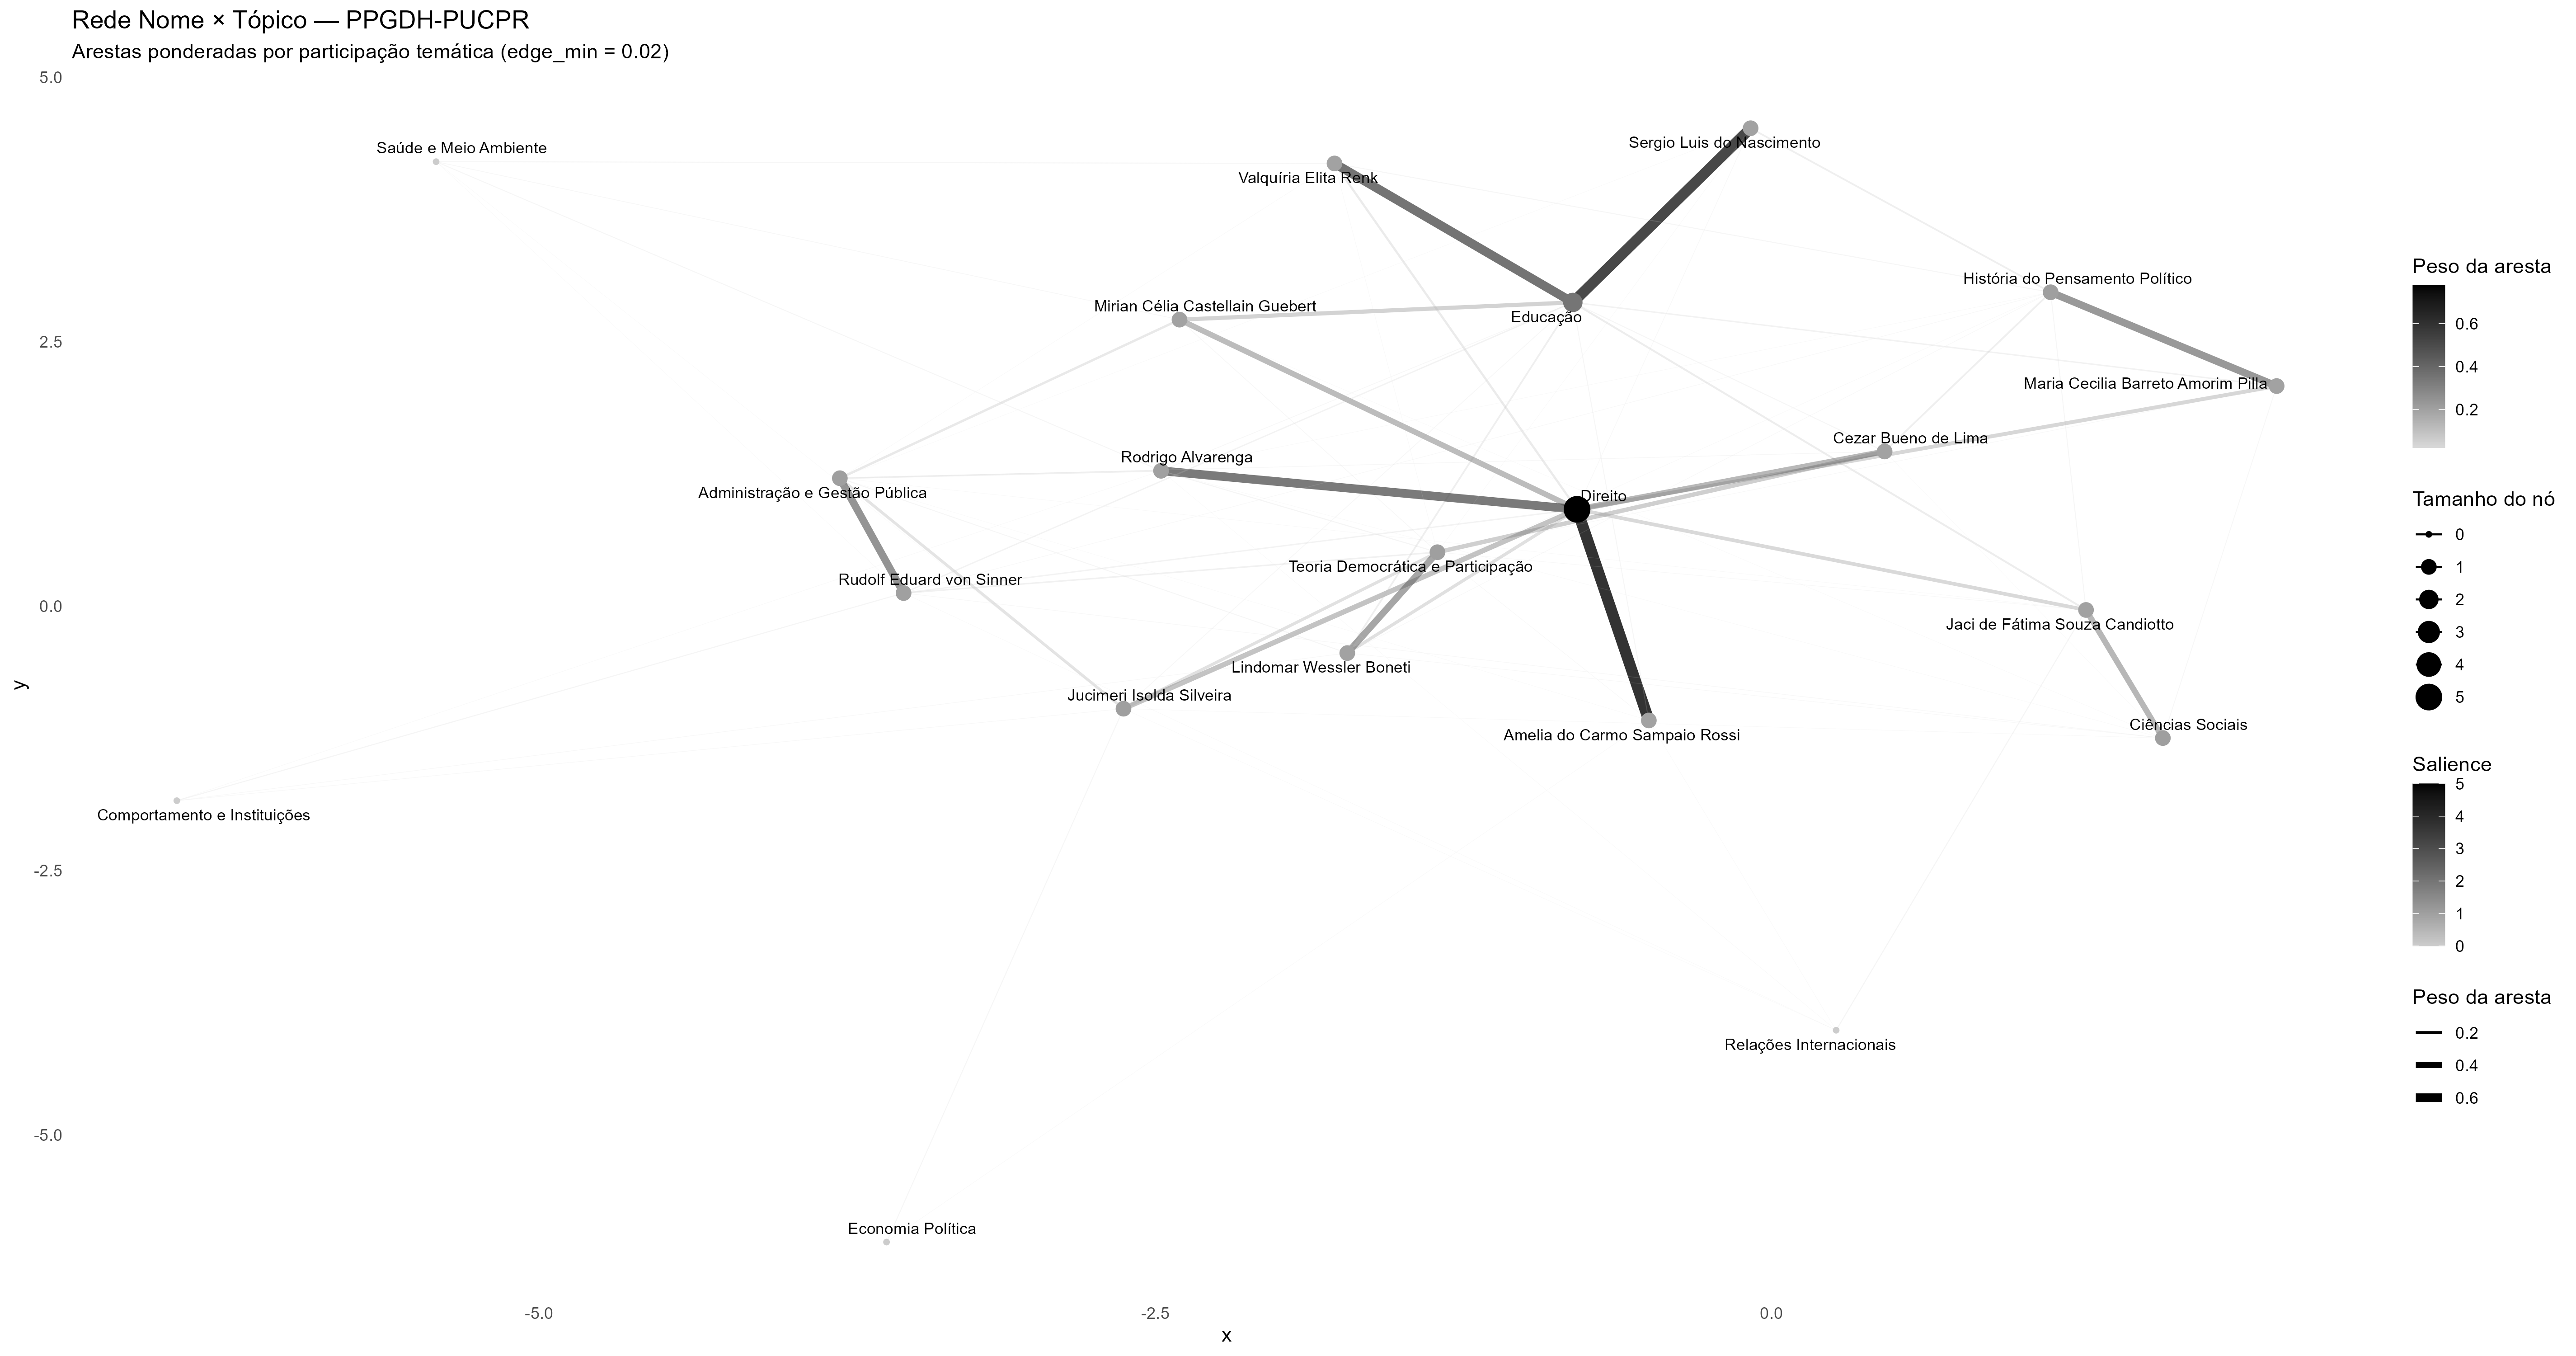 Rede Nome × Tópico — PPGDH-PUCPR
Arestas ponderadas por participação temática (edge_min = 0.02)
5.0
2.5
0.0
-2.5
-5.0
y
Saúde e Meio Ambiente
Sergio Luis do Nascimento
Valquíria Elita Renk
História do Pensamento Político
Mirian Célia Castellain Guebert
Educação
Maria Cecilia Barreto Amorim Pilla
Cezar Bueno de Lima
Rodrigo Alvarenga
Administração e Gestão Pública
Direito
Teoria Democrática e Participação
Rudolf Eduard von Sinner
Jaci de Fátima Souza Candiotto
Lindomar Wessler Boneti
Jucimeri Isolda Silveira
Ciências Sociais
Amelia do Carmo Sampaio Rossi
Comportamento e Instituições
Relações Internacionais
Economia Política
-5.0
-2.5
0.0
x
Peso da aresta
0.6
0.4
0.2
Tamanho do nó
0
1
2
3
4
5
Salience
5
4
3
2
1
0
Peso da aresta
0.2
0.4
0.6